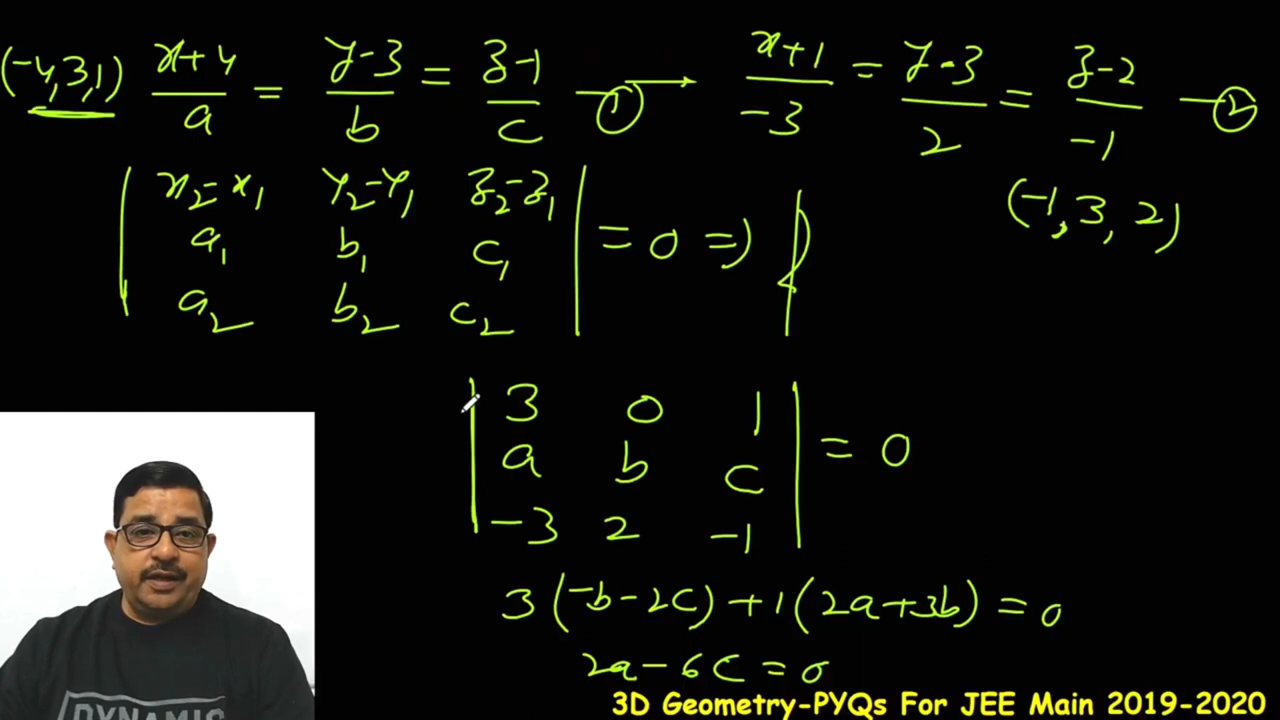 (-4,3,1) x+4/a = y-3/b = z-1/c —① → x+1/-3 = y-3/2 = z-2/-1 —②
(-1, 3, 2)
| x₂-x₁ y₂-y₁ z₂-z₁ |
| a₁ b₁ c₁ | = 0 ⇒
| a₂ b₂ c₂ |
| 3 0 1 |
| a b c | = 0
| -3 2 -1 |
3(-b-2c)+1(2a+3b) = 0
2a-6c = 0
DYNAMIC
3D Geometry-PYQs For JEE Main 2019-2020